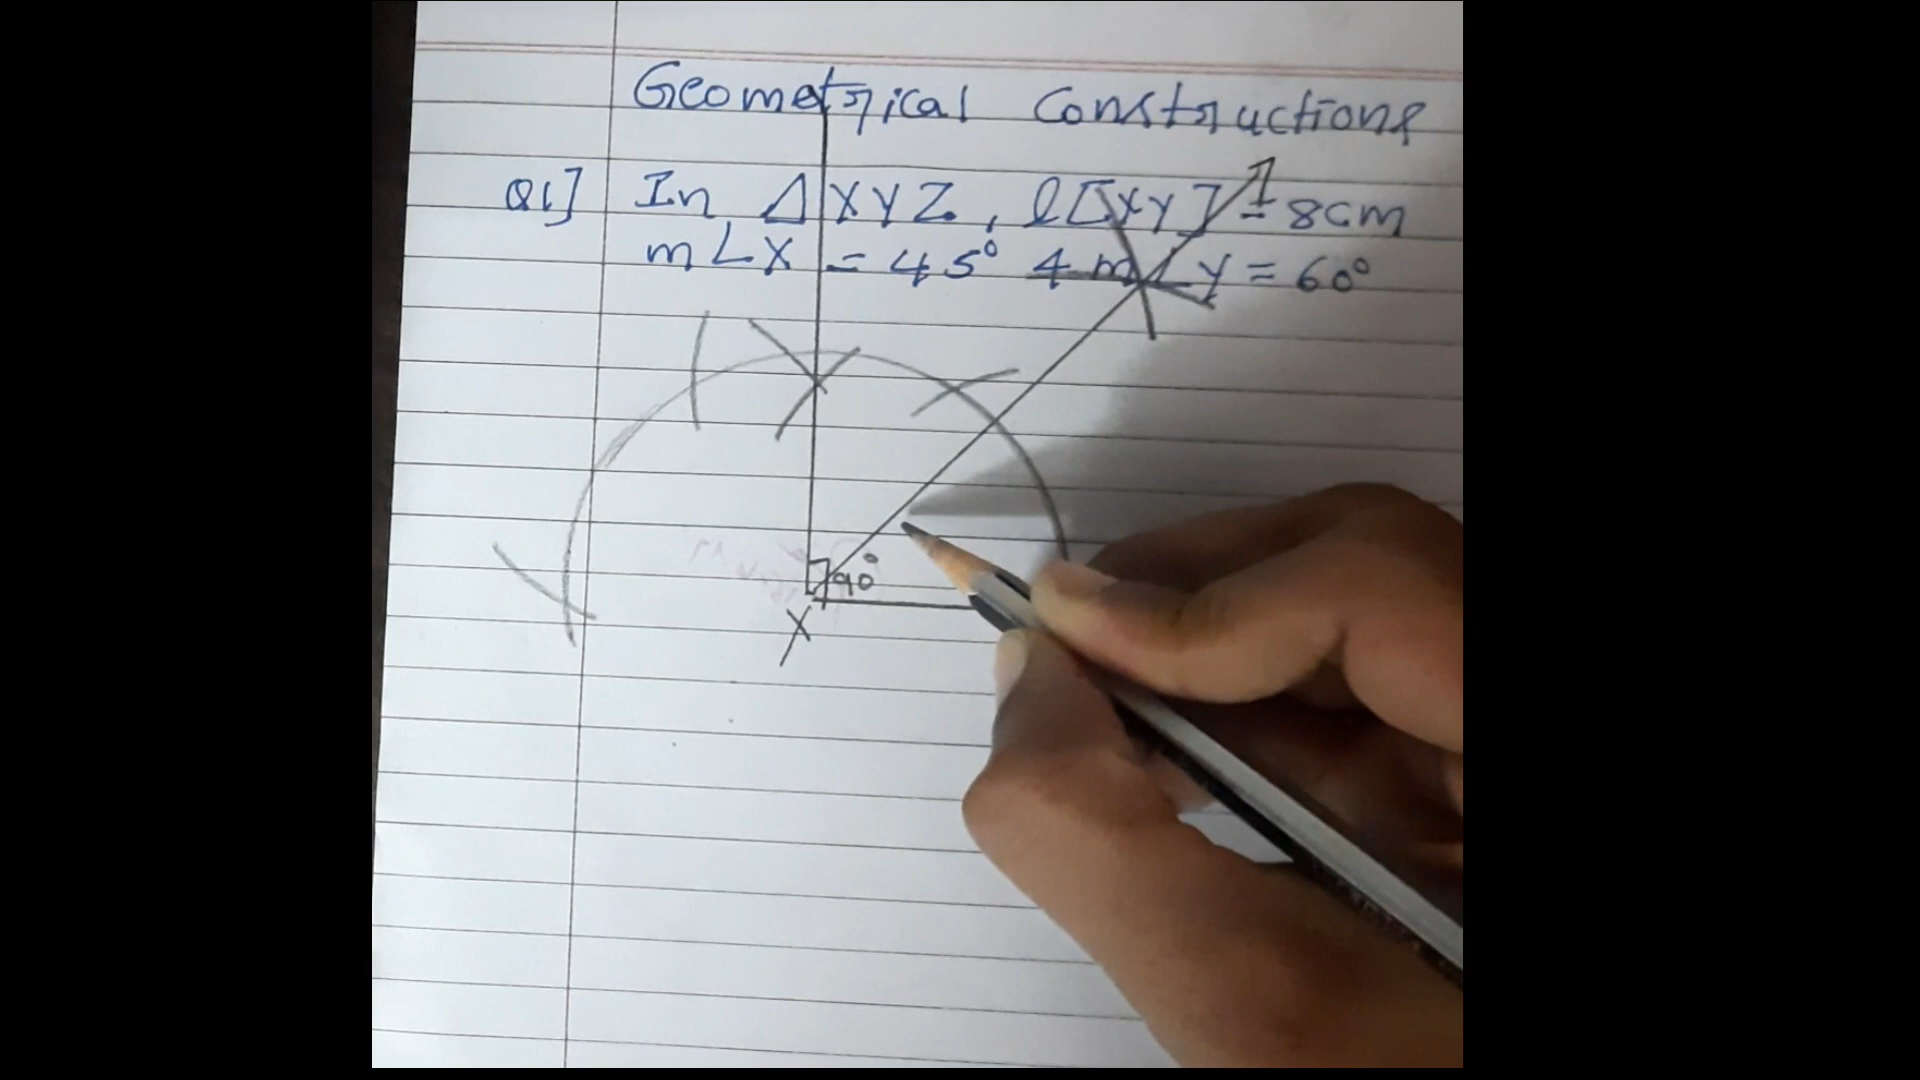 Geometrical Constructions
Q1] In △XYZ, l[XY] = 8cm
m∠X = 45° & m∠y = 60°
90°
X